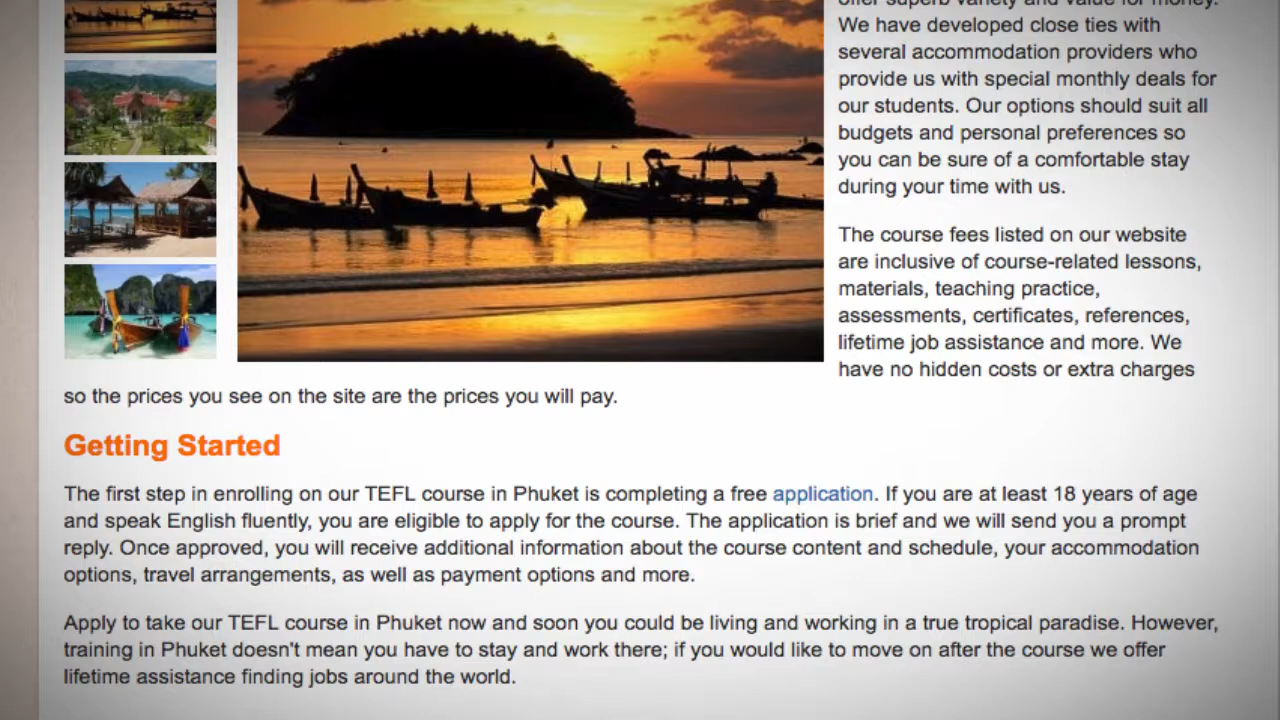 offer superb variety and value for money.
We have developed close ties with
several accommodation providers who
provide us with special monthly deals for
our students. Our options should suit all
budgets and personal preferences so
you can be sure of a comfortable stay
during your time with us.
The course fees listed on our website
are inclusive of course-related lessons,
materials, teaching practice,
assessments, certificates, references,
lifetime job assistance and more. We
have no hidden costs or extra charges
so the prices you see on the site are the prices you will pay.
Getting Started
The first step in enrolling on our TEFL course in Phuket is completing a free application. If you are at least 18 years of age
and speak English fluently, you are eligible to apply for the course. The application is brief and we will send you a prompt
reply. Once approved, you will receive additional information about the course content and schedule, your accommodation
options, travel arrangements, as well as payment options and more.
Apply to take our TEFL course in Phuket now and soon you could be living and working in a true tropical paradise. However,
training in Phuket doesn't mean you have to stay and work there; if you would like to move on after the course we offer
lifetime assistance finding jobs around the world.